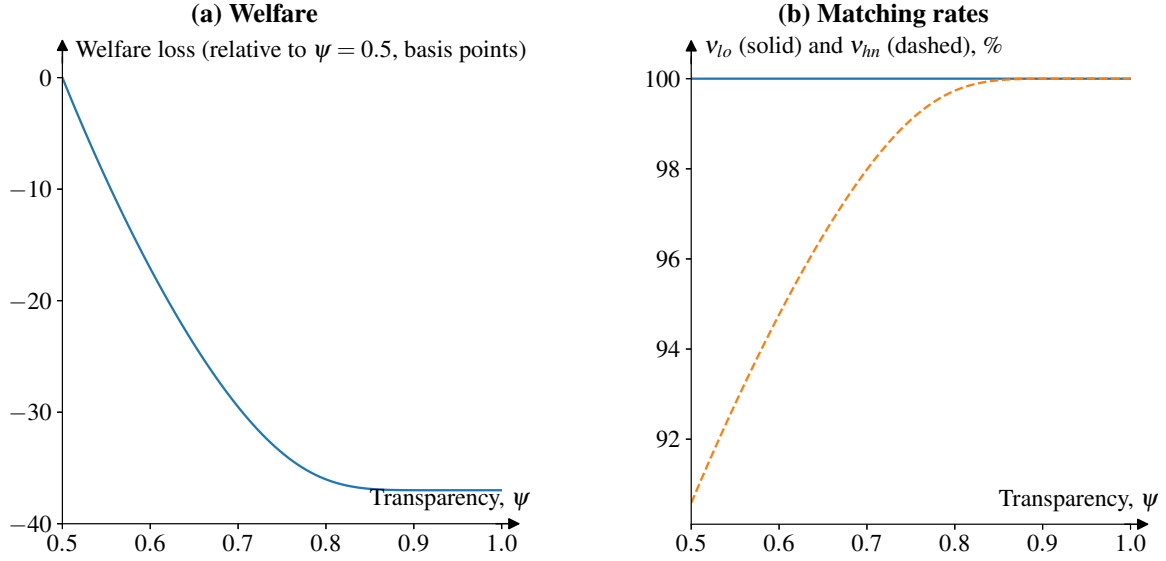 (a) Welfare
Welfare loss (relative to ψ = 0.5, basis points)
0
−10
−20
−30
−40
Transparency, ψ
0.5 0.6 0.7 0.8 0.9 1.0
(b) Matching rates
ν_lo (solid) and ν_hn (dashed), %
100
98
96
94
92
Transparency, ψ
0.5 0.6 0.7 0.8 0.9 1.0